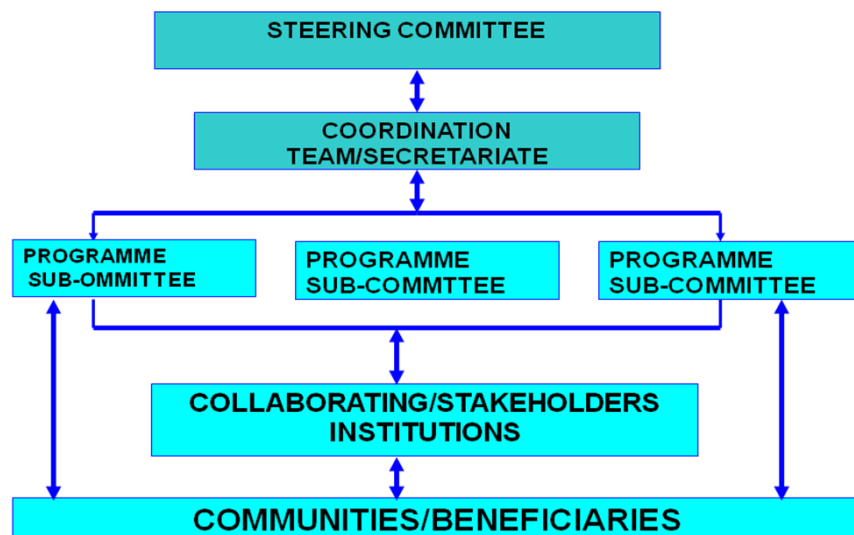 STEERING COMMITTEE
COORDINATION
TEAM/SECRETARIATE
PROGRAMME
SUB-OMMITTEE
PROGRAMME
SUB-COMMTTEE
PROGRAMME
SUB-COMMITTEE
COLLABORATING/STAKEHOLDERS
INSTITUTIONS
COMMUNITIES/BENEFICIARIES